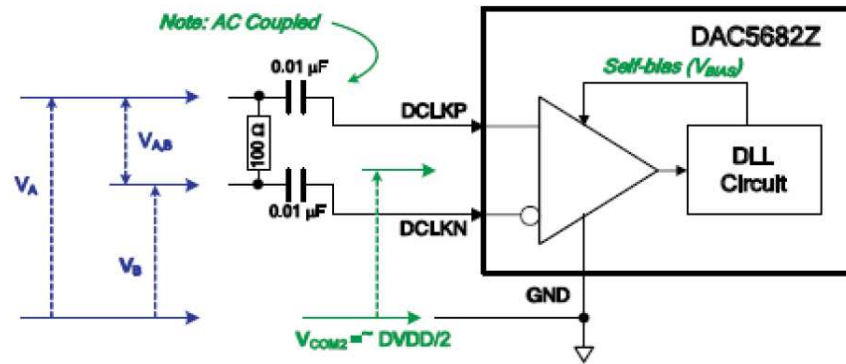 Note: AC Coupled
DAC5682Z
0.01 µF
Self-bias (VBIAS)
DCLKP
VA,B
100 Ω
DLL
Circuit
VA
0.01 µF
DCLKN
VB
GND
VCOM2 = ~ DVDD/2